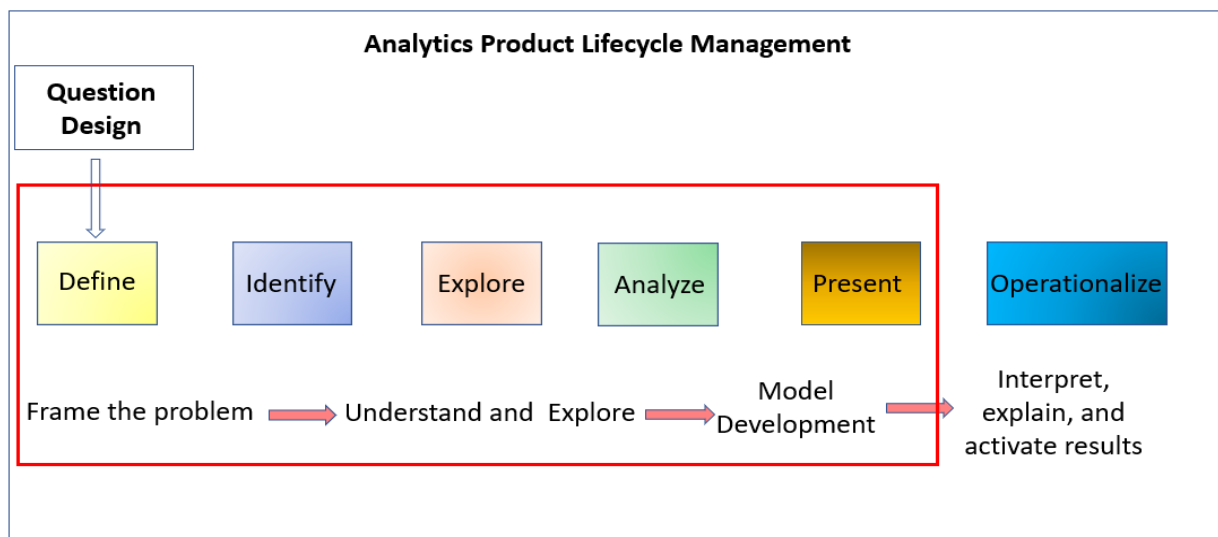 Analytics Product Lifecycle Management
Question
Design
Define
Identify
Explore
Analyze
Present
Operationalize
Frame the problem
Understand and Explore
Model
Development
Interpret,
explain, and
activate results